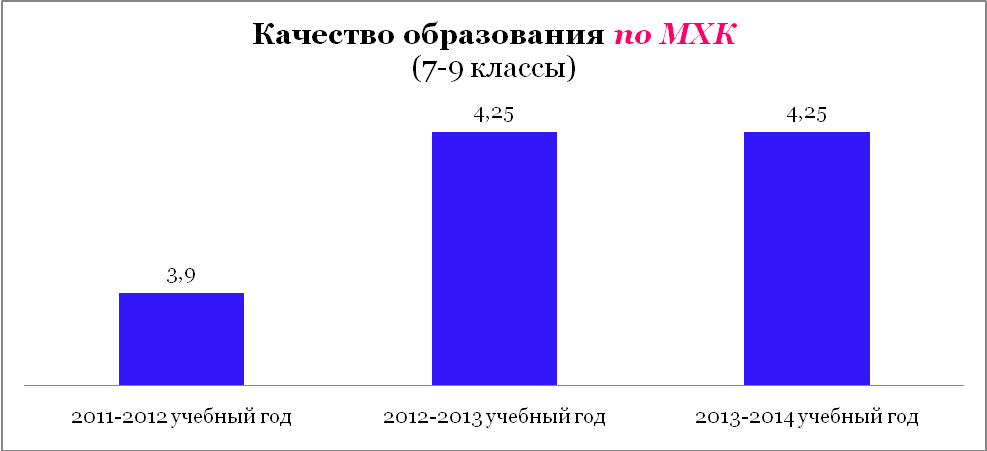 Качество образования по МХК
(7-9 классы)
4,25
4,25
3,9
2011-2012 учебный год
2012-2013 учебный год
2013-2014 учебный год